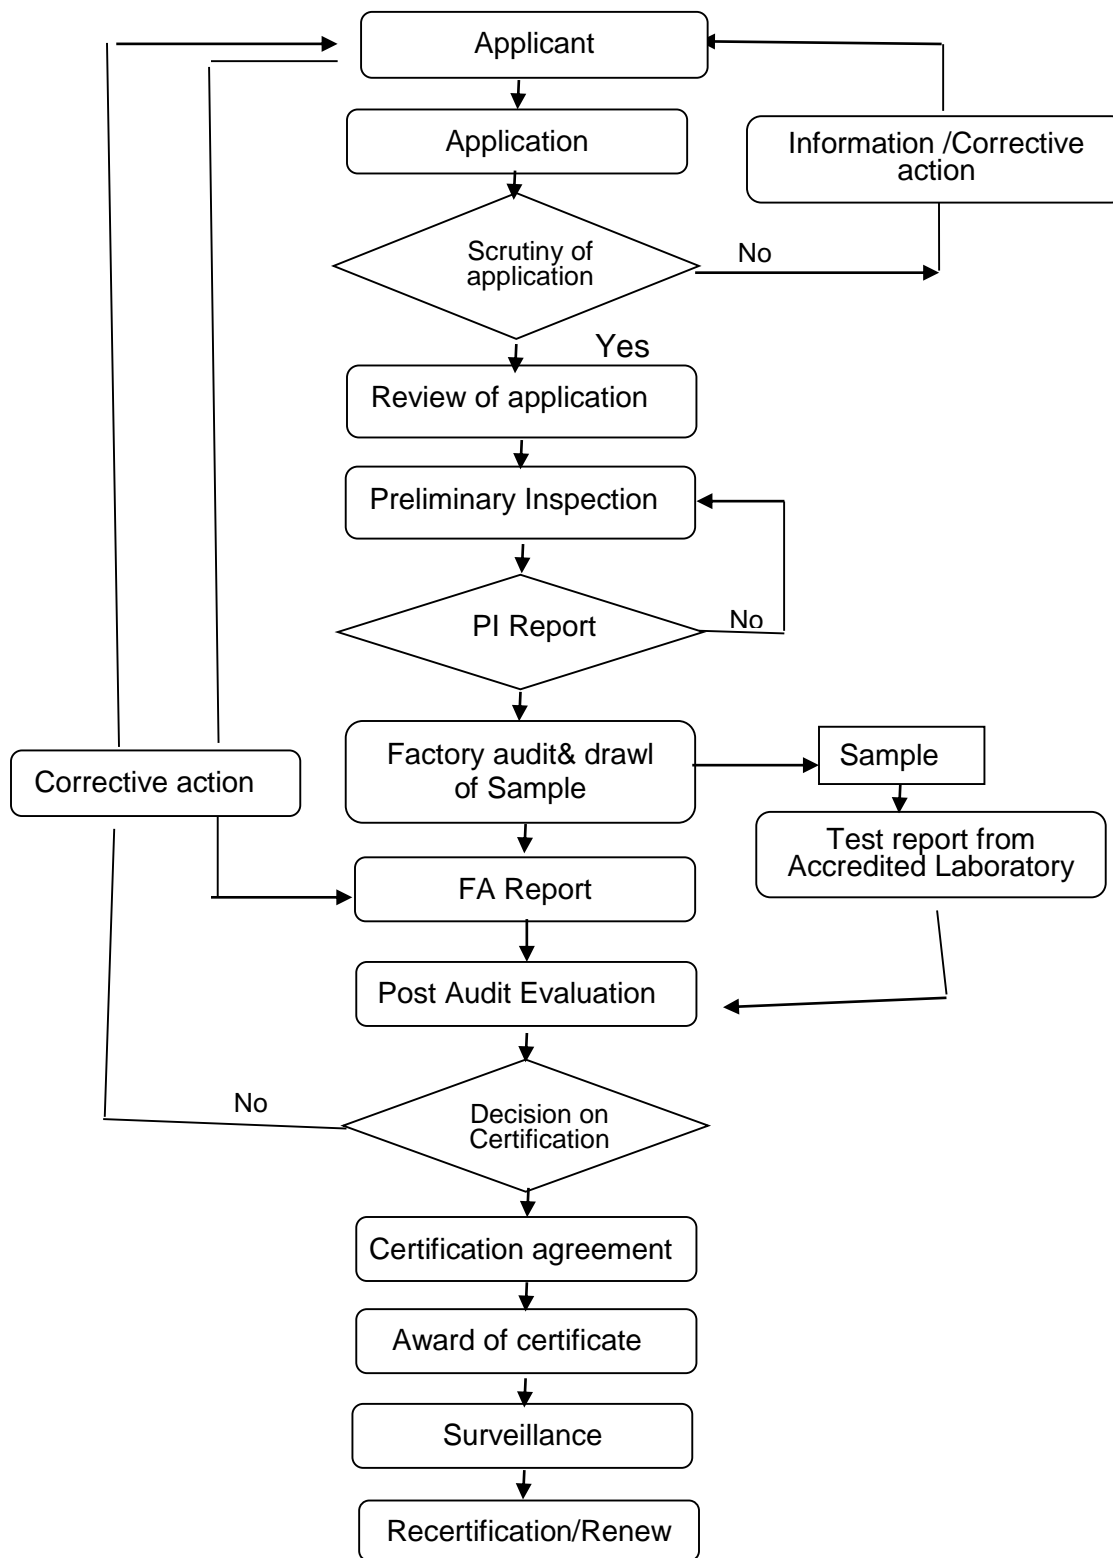 Applicant
Application
Information /Corrective
action
Scrutiny of
application
No
Yes
Review of application
Preliminary Inspection
PI Report
No
Factory audit& drawl
of Sample
Sample
Corrective action
Test report from
Accredited Laboratory
FA Report
Post Audit Evaluation
No
Decision on
Certification
Certification agreement
Award of certificate
Surveillance
Recertification/Renew